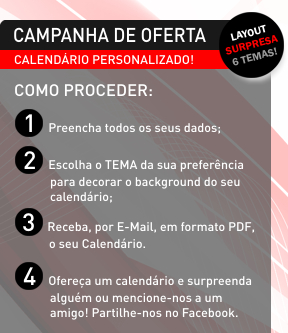 CAMPANHA DE OFERTA
LAYOUT
SURPRESA
6 TEMAS!
CALENDÁRIO PERSONALIZADO!
COMO PROCEDER:
1 Preencha todos os seus dados;
2 Escolha o TEMA da sua preferência
para decorar o background do seu
calendário;
3 Receba, por E-Mail, em formato PDF,
o seu Calendário.
4 Ofereça um calendário e surpreenda
alguém ou mencione-nos a um
amigo! Partilhe-nos no Facebook.